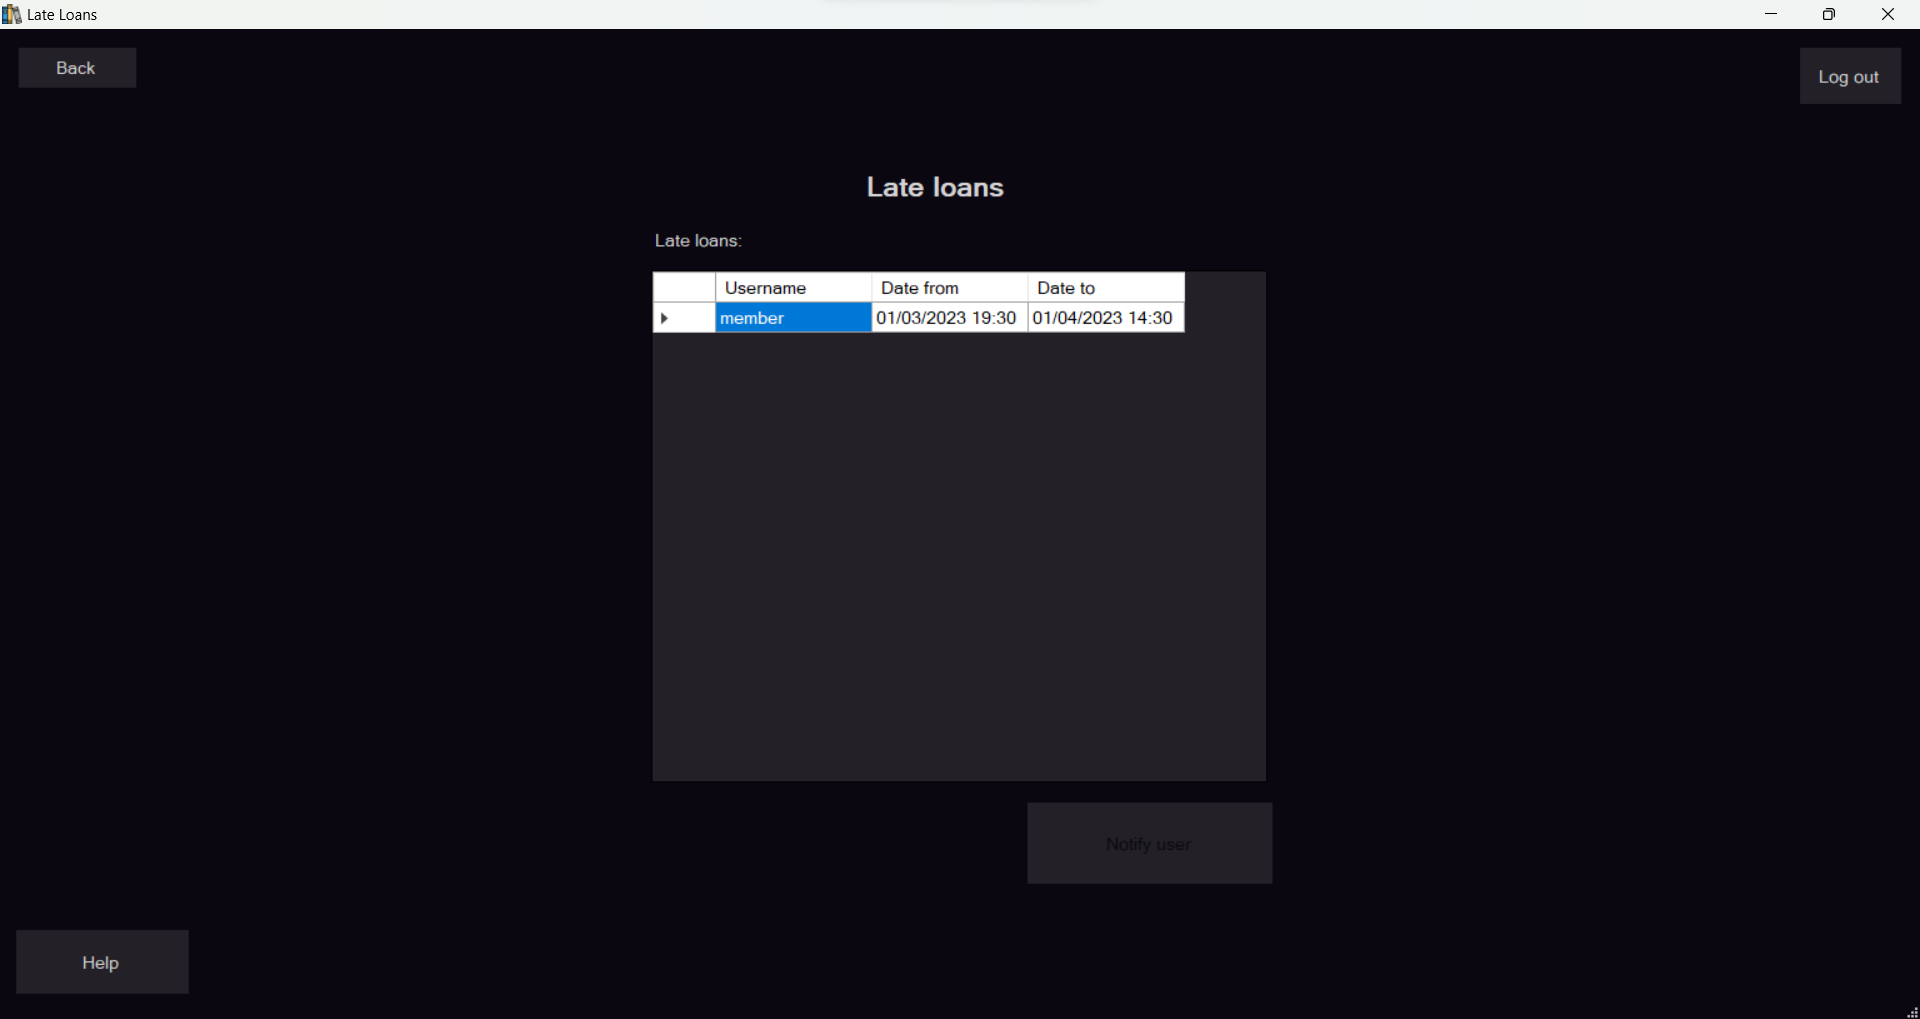 Late Loans
Back
Log out
Late loans
Late loans:
Username Date from Date to
member 01/03/2023 19:30 01/04/2023 14:30
Notify user
Help